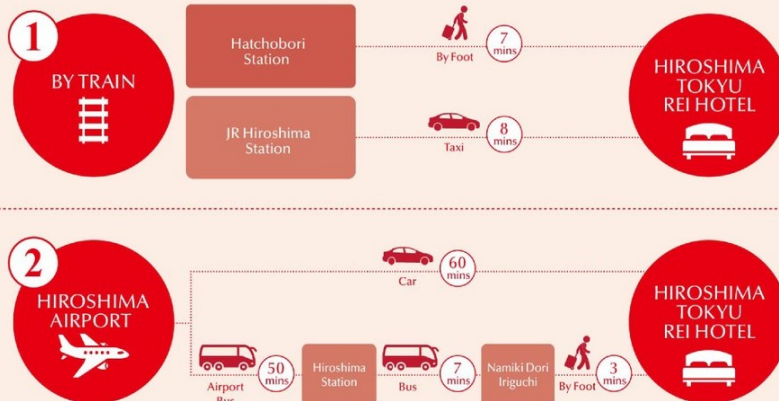 1
BY TRAIN
Hatchobori
Station
By Foot
7
mins
JR Hiroshima
Station
Taxi
8
mins
HIROSHIMA
TOKYU
REI HOTEL
2
HIROSHIMA
AIRPORT
Car
60
mins
Airport
Bus
50
mins
Hiroshima
Station
Bus
7
mins
Namiki Dori
Iriguchi
By Foot
3
mins
HIROSHIMA
TOKYU
REI HOTEL